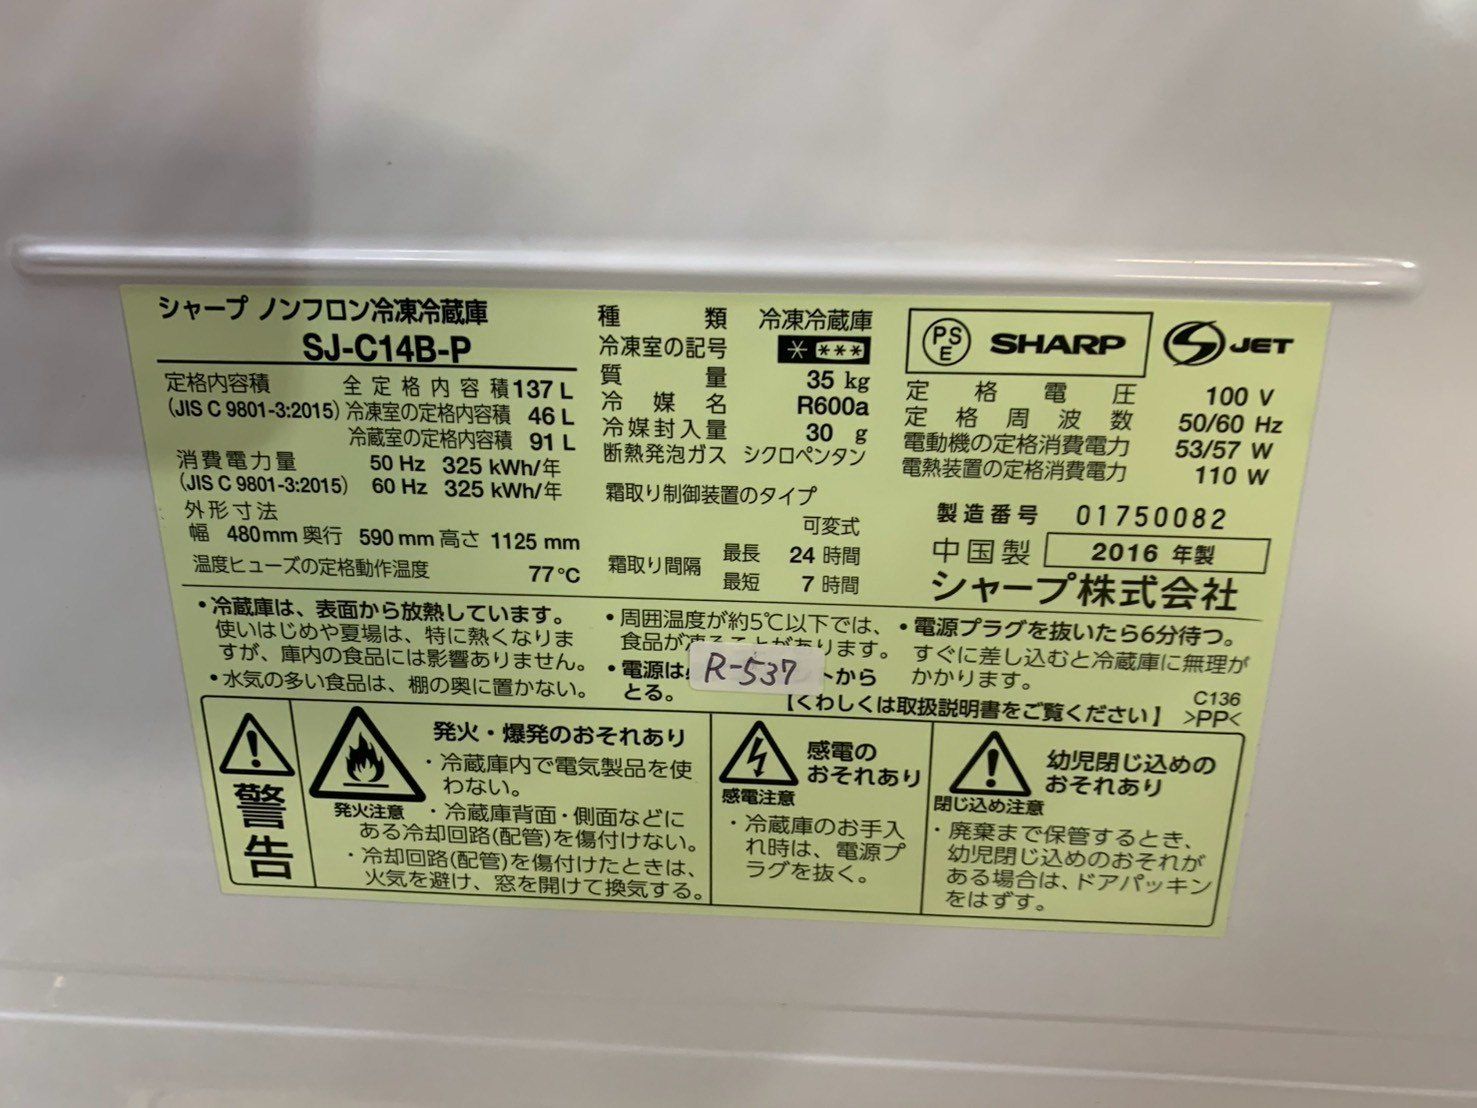 シャープ ノンフロン冷凍冷蔵庫
SJ-C14B-P
定格内容積 全定格内容積 137 L
(JIS C 9801-3:2015) 冷凍室の定格内容積 46 L
冷蔵室の定格内容積 91 L
消費電力量 50 Hz 325 kWh/年
(JIS C 9801-3:2015) 60 Hz 325 kWh/年
外形寸法
幅 480mm 奥行 590 mm 高さ 1125 mm
温度ヒューズの定格動作温度 77℃
種類 冷凍冷蔵庫
冷凍室の記号 * ***
質量 35 kg
冷媒名 R600a
冷媒封入量 30 g
断熱発泡ガス シクロペンタン
霜取り制御装置のタイプ
可変式
霜取り間隔 最長 24 時間
最短 7 時間
PS
E
SHARP
S JET
定格電圧 100 V
定格周波数 50/60 Hz
電動機の定格消費電力 53/57 W
電熱装置の定格消費電力 110 W
製造番号 01750082
中国製 2016 年製
シャープ株式会社
・冷蔵庫は、表面から放熱しています。
使いはじめや夏場は、特に熱くなりま
すが、庫内の食品には影響ありません。
・水気の多い食品は、棚の奥に置かない。
・周囲温度が約5℃以下では、
食品が凍ることがあります。
・電源は
トから
とる。
R-537
・電源プラグを抜いたら6分待つ。
すぐに差し込むと冷蔵庫に無理が
かかります。
【くわしくは取扱説明書をご覧ください】
C136
>PP<
警告
発火注意
発火・爆発のおそれあり
・冷蔵庫内で電気製品を使
わない。
・冷蔵庫背面・側面などに
ある冷却回路(配管)を傷付けない。
・冷却回路(配管)を傷付けたときは、
火気を避け、窓を開けて換気する。
感電注意
感電の
おそれあり
・冷蔵庫のお手入
れ時は、電源プ
ラグを抜く。
閉じ込め注意
幼児閉じ込めの
おそれあり
・廃棄まで保管するとき、
幼児閉じ込めのおそれが
ある場合は、ドアパッキン
をはずす。